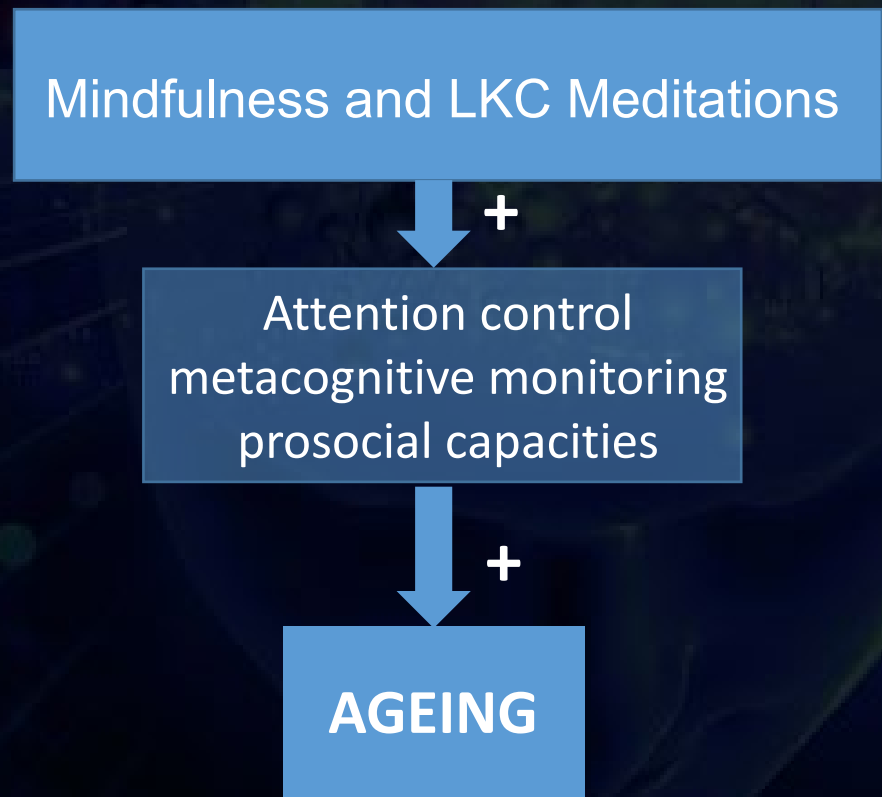 Mindfulness and LKC Meditations
+
Attention control
metacognitive monitoring
prosocial capacities
+
AGEING